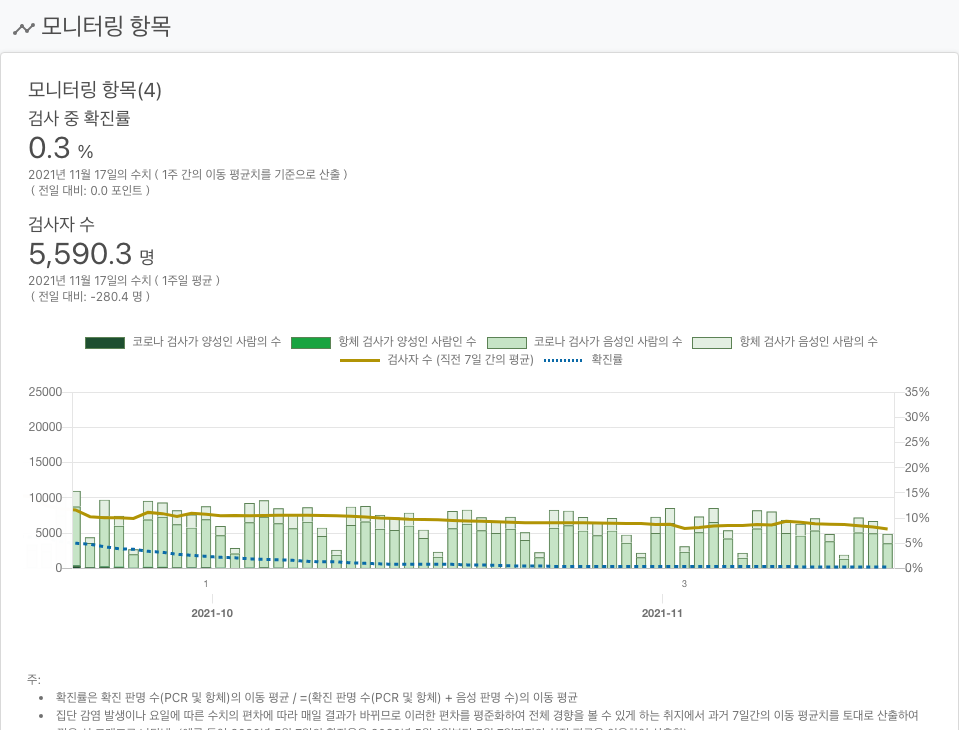 모니터링 항목
모니터링 항목(4)
검사 중 확진률
0.3 %
2021년 11월 17일의 수치 ( 1주 간의 이동 평균치를 기준으로 산출 )
( 전일 대비: 0.0 포인트 )
검사자 수
5,590.3 명
2021년 11월 17일의 수치 ( 1주일 평균 )
( 전일 대비: -280.4 명 )
코로나 검사가 양성인 사람의 수 항체 검사가 양성인 사람인 수 코로나 검사가 음성인 사람의 수 항체 검사가 음성인 사람의 수
검사자 수 (직전 7일 간의 평균) 확진률
25000 35%
30%
20000
25%
15000
20%
10000 15%
10%
5000
5%
0 0%
1 3
2021-10 2021-11
주:
• 확진률은 확진 판명 수(PCR 및 항체)의 이동 평균 / =(확진 판명 수(PCR 및 항체) + 음성 판명 수)의 이동 평균
• 집단 감염 발생이나 요일에 따른 수치의 편차에 따라 매일 결과가 바뀌므로 이러한 편차를 평준화하여 전체 경향을 볼 수 있게 하는 취지에서 과거 7일간의 이동 평균치를 토대로 산출하여